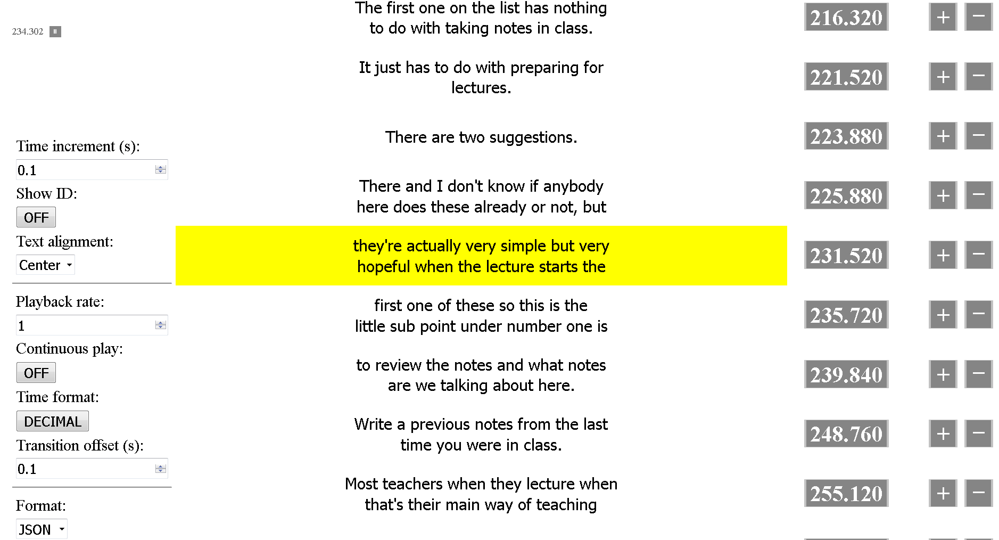 234.302
Time increment (s):
0.1
Show ID:
OFF
Text alignment:
Center
Playback rate:
1
Continuous play:
OFF
Time format:
DECIMAL
Transition offset (s):
0.1
Format:
JSON
The first one on the list has nothing
to do with taking notes in class.
216.320 + −
It just has to do with preparing for
lectures.
221.520 + −
There are two suggestions.
223.880 + −
There and I don't know if anybody
here does these already or not, but
225.880 + −
they're actually very simple but very
hopeful when the lecture starts the
231.520 + −
first one of these so this is the
little sub point under number one is
235.720 + −
to review the notes and what notes
are we talking about here.
239.840 + −
Write a previous notes from the last
time you were in class.
248.760 + −
Most teachers when they lecture when
that's their main way of teaching
255.120 + −